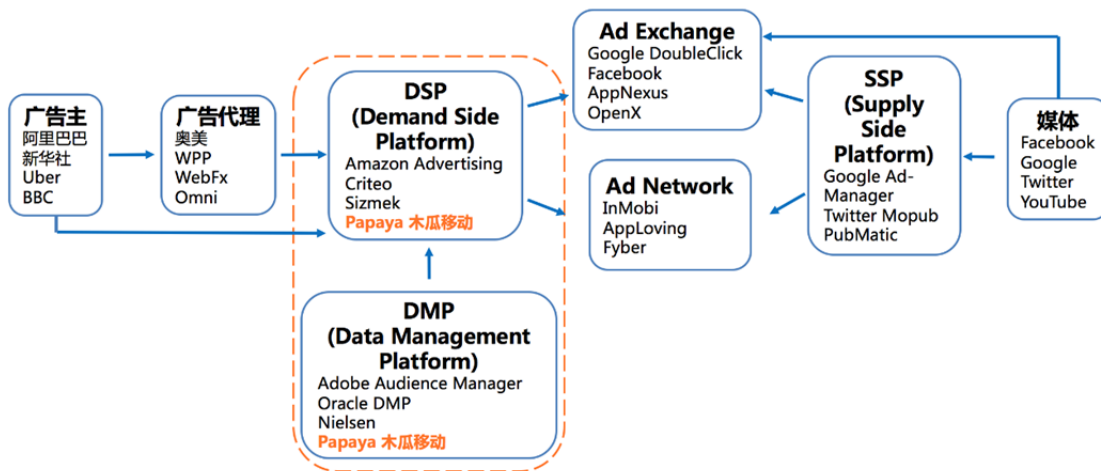 广告主
阿里巴巴
新华社
Uber
BBC
广告代理
奥美
WPP
WebFx
Omni
DSP
(Demand Side
Platform)
Amazon Advertising
Criteo
Sizmek
Papaya 木瓜移动
DMP
(Data Management
Platform)
Adobe Audience Manager
Oracle DMP
Nielsen
Papaya 木瓜移动
Ad Exchange
Google DoubleClick
Facebook
AppNexus
OpenX
Ad Network
InMobi
AppLoving
Fyber
SSP
(Supply
Side
Platform)
Google Ad-
Manager
Twitter Mopub
PubMatic
媒体
Facebook
Google
Twitter
YouTube